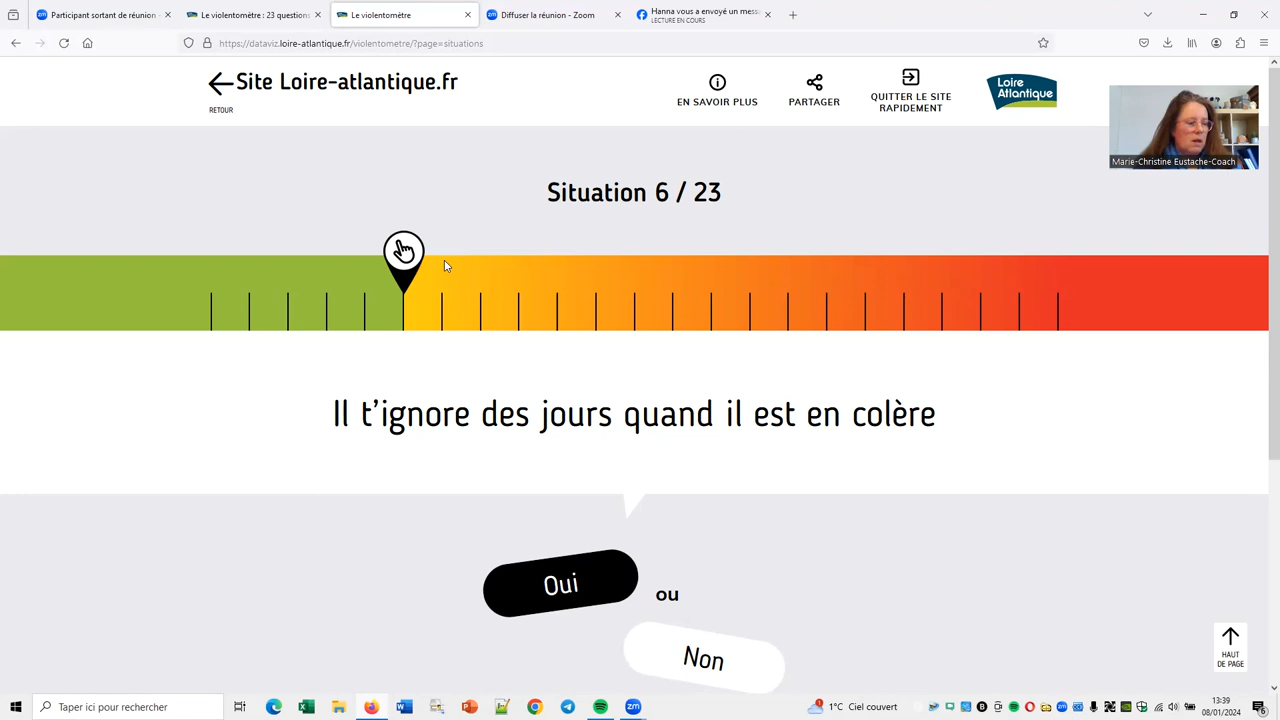 Participant sortant de réunion
Le violentomètre : 23 questions
Le violentomètre
Diffuser la réunion - Zoom
Hanna vous a envoyé un mess
LECTURE EN COURS
https://dataviz.loire-atlantique.fr/violentometre/?page=situations
Site Loire-atlantique.fr
RETOUR
EN SAVOIR PLUS
PARTAGER
QUITTER LE SITE
RAPIDEMENT
Loire
Atlantique
Marie-Christine Eustache-Coach
Situation 6 / 23
Il t’ignore des jours quand il est en colère
Oui
ou
Non
HAUT
DE PAGE
Taper ici pour rechercher
1°C Ciel couvert
13:39
08/01/2024